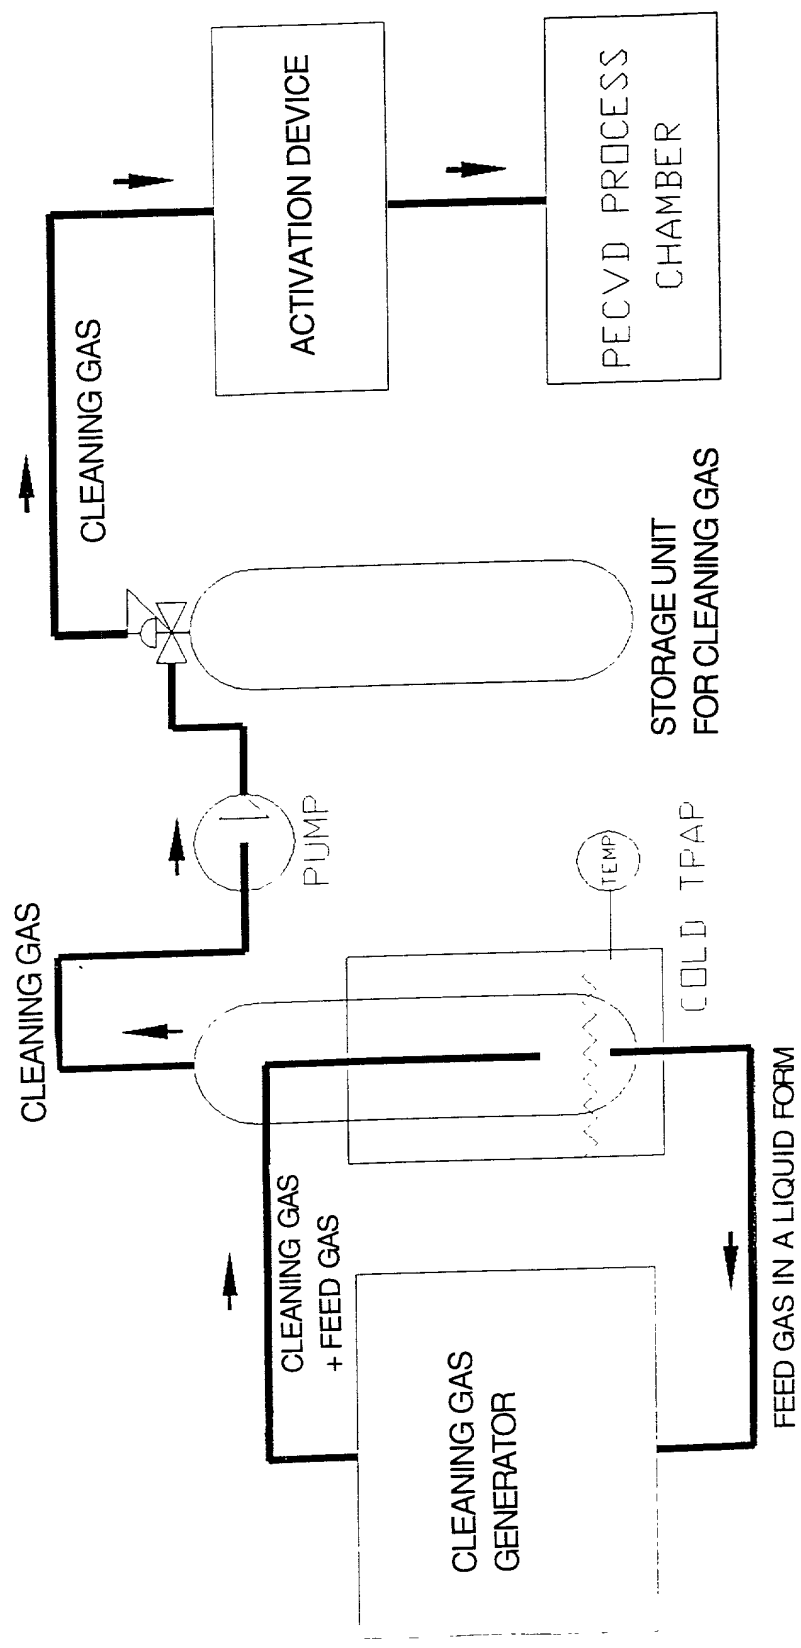 CLEANING GAS
GENERATOR
CLEANING GAS
+ FEED GAS
FEED GAS IN A LIQUID FORM
CLEANING GAS
COLD TPAP
TEMP
PUMP
STORAGE UNIT
FOR CLEANING GAS
CLEANING GAS
ACTIVATION DEVICE
PECVD PROCESS
CHAMBER